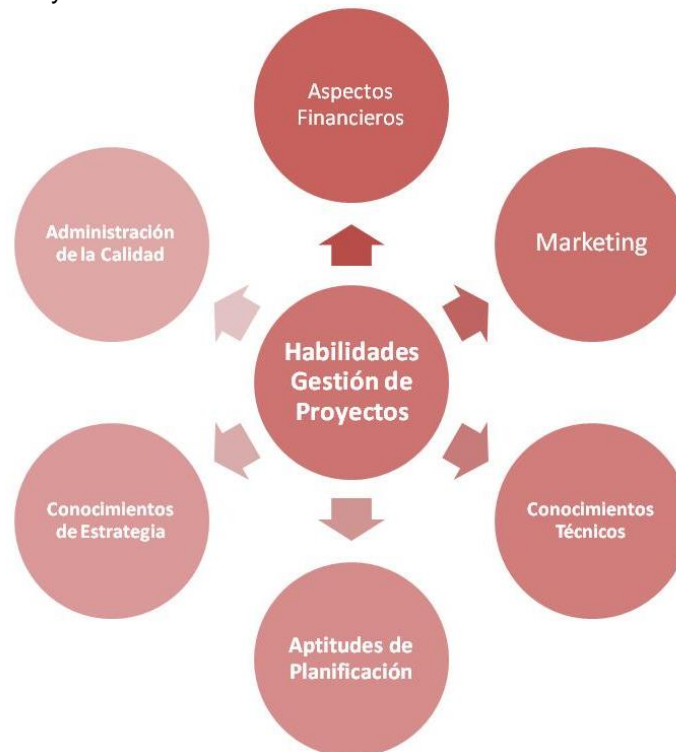 Aspectos
Financieros
Administración
de la Calidad
Marketing
Habilidades
Gestión de
Proyectos
Conocimientos
de Estrategia
Conocimientos
Técnicos
Aptitudes de
Planificación